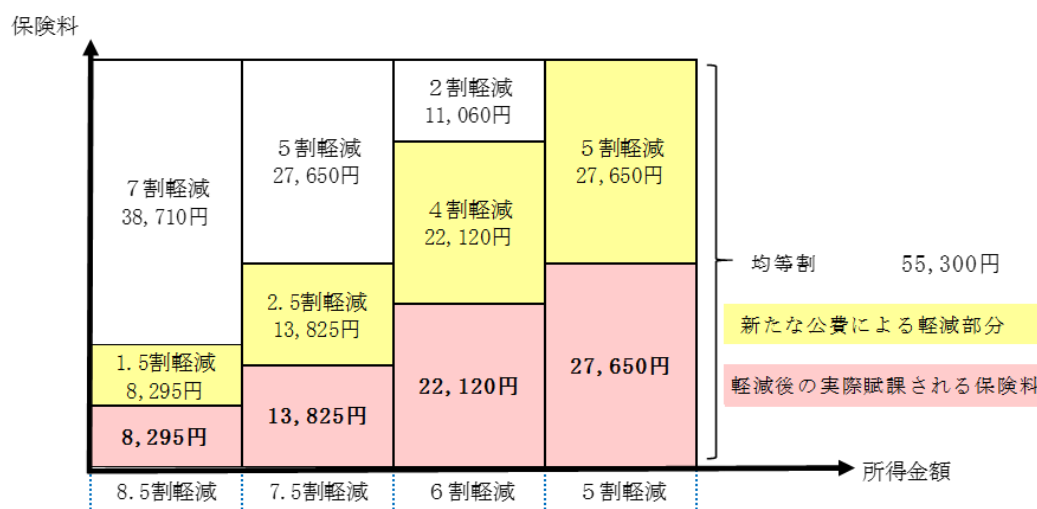 保険料
7割軽減
38,710円
1.5割軽減
8,295円
8,295円
5割軽減
27,650円
2.5割軽減
13,825円
13,825円
2割軽減
11,060円
4割軽減
22,120円
22,120円
5割軽減
27,650円
27,650円
均等割 55,300円
新たな公費による軽減部分
軽減後の実際賦課される保険料
所得金額
8.5割軽減
7.5割軽減
6割軽減
5割軽減